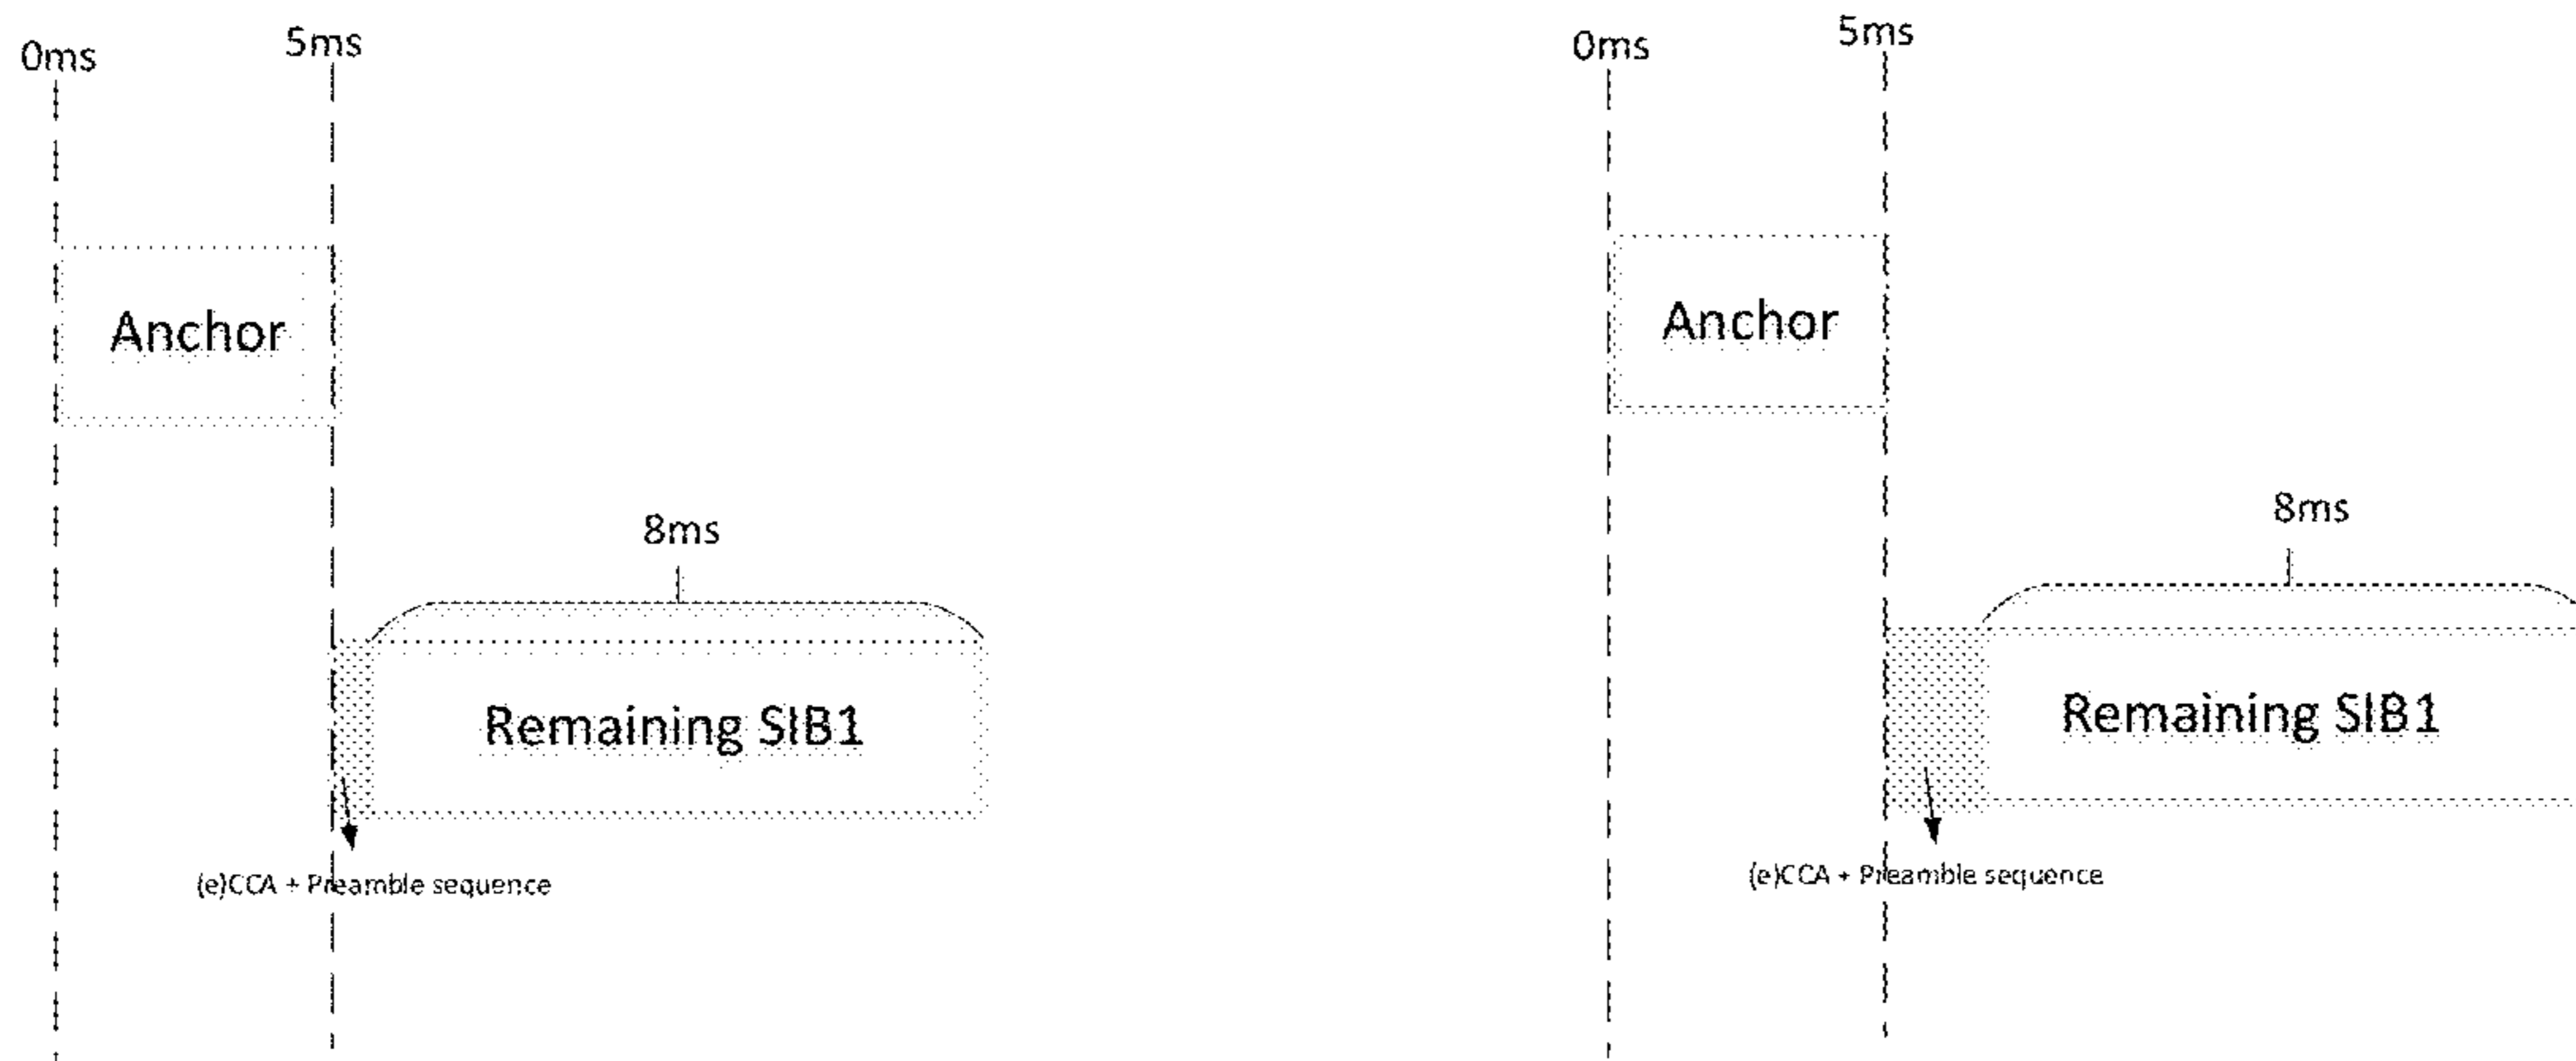 0ms
5ms
0ms
5ms
Anchor
Anchor
8ms
8ms
Remaining SIB1
Remaining SIB1
(e)CCA + Preamble sequence
(e)CCA + Preamble sequence